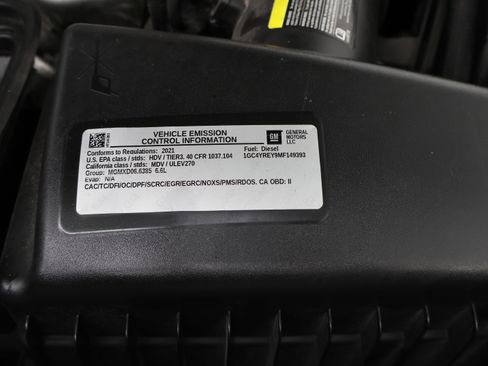 VEHICLE EMISSION
CONTROL INFORMATION
GM
GENERAL
MOTORS
LLC
Conforms to Regulations: 2021
Fuel: Diesel
U.S. EPA class / stds: HDV / TIER3, 40 CFR 1037.104
1GC4YREY9MF149393
California class / stds: MDV / ULEV270
Group: MGMXD06.6385 6.6L
Evap: N/A
CAC/TC/DFI/OC/DPF/SCRC/EGR/EGRC/NOXS/PMS/RDOS. CA OBD: II